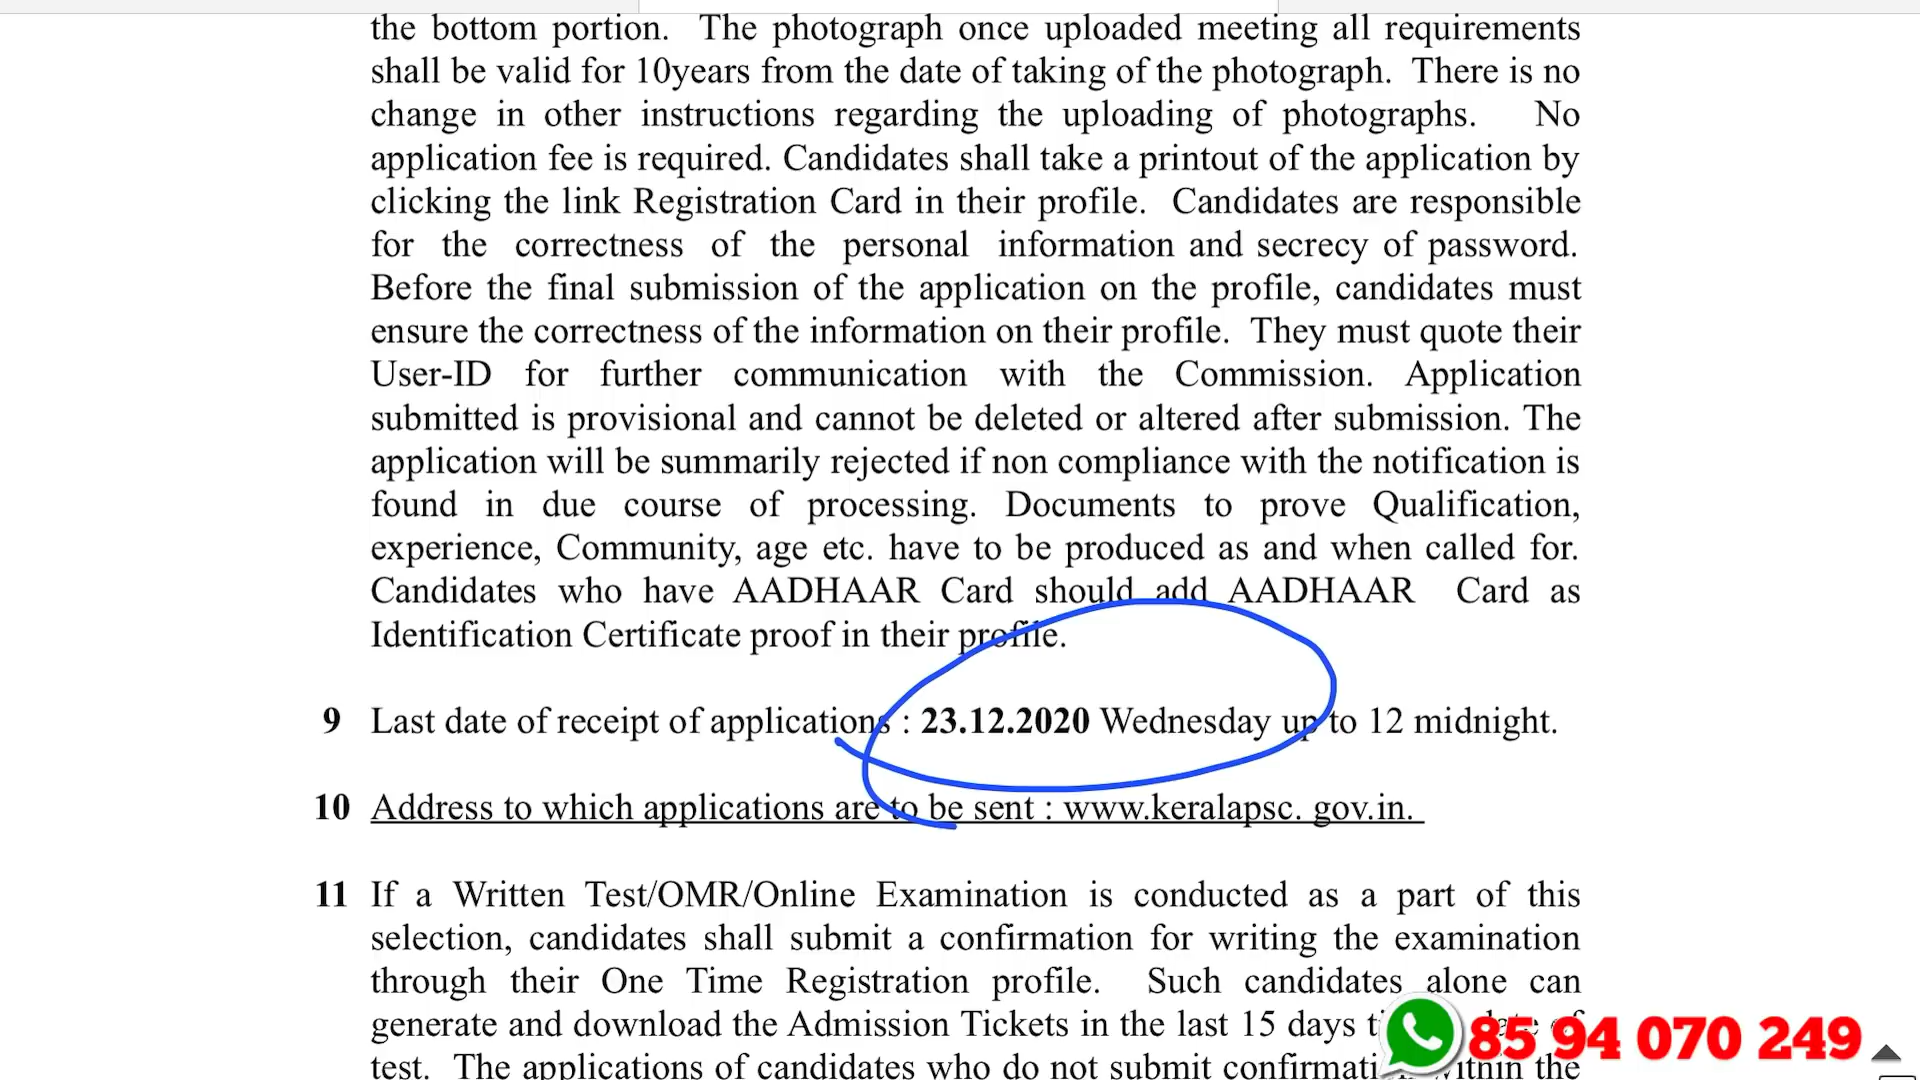 the bottom portion. The photograph once uploaded meeting all requirements
shall be valid for 10years from the date of taking of the photograph. There is no
change in other instructions regarding the uploading of photographs. No
application fee is required. Candidates shall take a printout of the application by
clicking the link Registration Card in their profile. Candidates are responsible
for the correctness of the personal information and secrecy of password.
Before the final submission of the application on the profile, candidates must
ensure the correctness of the information on their profile. They must quote their
User-ID for further communication with the Commission. Application
submitted is provisional and cannot be deleted or altered after submission. The
application will be summarily rejected if non compliance with the notification is
found in due course of processing. Documents to prove Qualification,
experience, Community, age etc. have to be produced as and when called for.
Candidates who have AADHAAR Card should add AADHAAR Card as
Identification Certificate proof in their profile.
9 Last date of receipt of applications : 23.12.2020 Wednesday up to 12 midnight.
10 Address to which applications are to be sent : www.keralapsc. gov.in.
11 If a Written Test/OMR/Online Examination is conducted as a part of this
selection, candidates shall submit a confirmation for writing the examination
through their One Time Registration profile. Such candidates alone can
generate and download the Admission Tickets in the last 15 days
test. The applications of candidates who do not submit within the
85 94 070 249